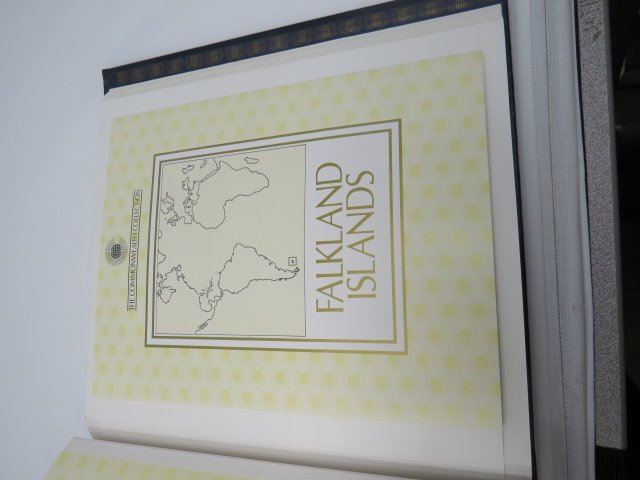 THE COMMONWEALTH COLLECTION
FALKLAND
ISLANDS